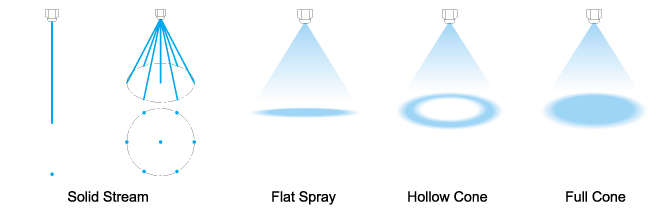 Solid Stream
Flat Spray
Hollow Cone
Full Cone